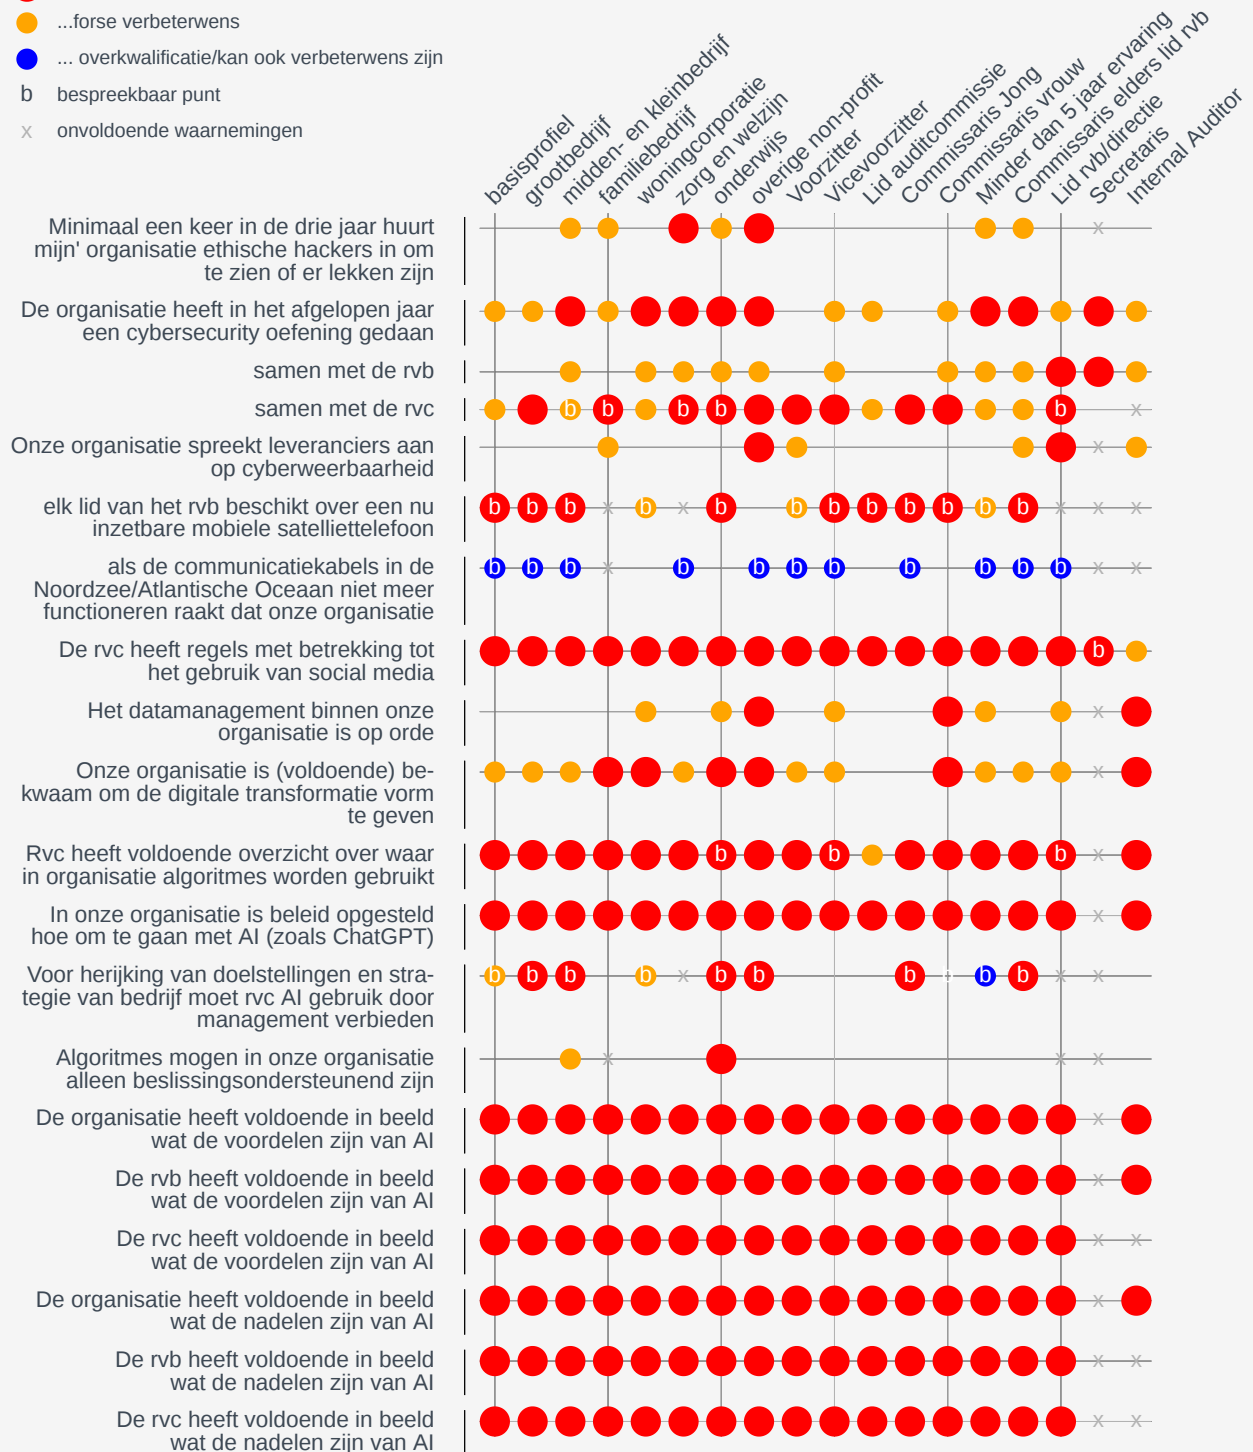 ...forse verbeterwens
... overkwalificatie/kan ook verbeterwens zijn
b bespreekbaar punt
x onvoldoende waarnemingen
basisprofiel
grootbedrijf
midden- en kleinbedrijf
familiebedrijf
woningcorporatie
zorg en welzijn
onderwijs
overige non-profit
Voorzitter
Vicevoorzitter
Lid auditcommissie
Commissaris Jong
Commissaris vrouw
Minder dan 5 jaar ervaring
Commissaris elders lid rvb
Lid rvb/directie
Secretaris
Internal Auditor
Minimaal een keer in de drie jaar huurt
mijn' organisatie ethische hackers in om
te zien of er lekken zijn
x
De organisatie heeft in het afgelopen jaar
een cybersecurity oefening gedaan
samen met de rvb
samen met de rvc
b b b b b x
Onze organisatie spreekt leveranciers aan
op cyberweerbaarheid
x
elk lid van het rvb beschikt over een nu
inzetbare mobiele satelliettelefoon
b b b x b x b b b b b b b b x x x
als de communicatiekabels in de
Noordzee/Atlantische Oceaan niet meer
functioneren raakt dat onze organisatie
b b b x b b b b b b b b x x
De rvc heeft regels met betrekking tot
het gebruik van social media
b
Het datamanagement binnen onze
organisatie is op orde
x
Onze organisatie is (voldoende) be-
kwaam om de digitale transformatie vorm
te geven
x
Rvc heeft voldoende overzicht over waar
in organisatie algoritmes worden gebruikt
b b b x
In onze organisatie is beleid opgesteld
hoe om te gaan met AI (zoals ChatGPT)
x
Voor herijking van doelstellingen en stra-
tegie van bedrijf moet rvc AI gebruik door
management verbieden
b b b b x b b b b b b x x
Algoritmes mogen in onze organisatie
alleen beslissingsondersteunend zijn
x x x
De organisatie heeft voldoende in beeld
wat de voordelen zijn van AI
x
De rvb heeft voldoende in beeld
wat de voordelen zijn van AI
x
De rvc heeft voldoende in beeld
wat de voordelen zijn van AI
x x
De organisatie heeft voldoende in beeld
wat de nadelen zijn van AI
x
De rvb heeft voldoende in beeld
wat de nadelen zijn van AI
x x
De rvc heeft voldoende in beeld
wat de nadelen zijn van AI
x x